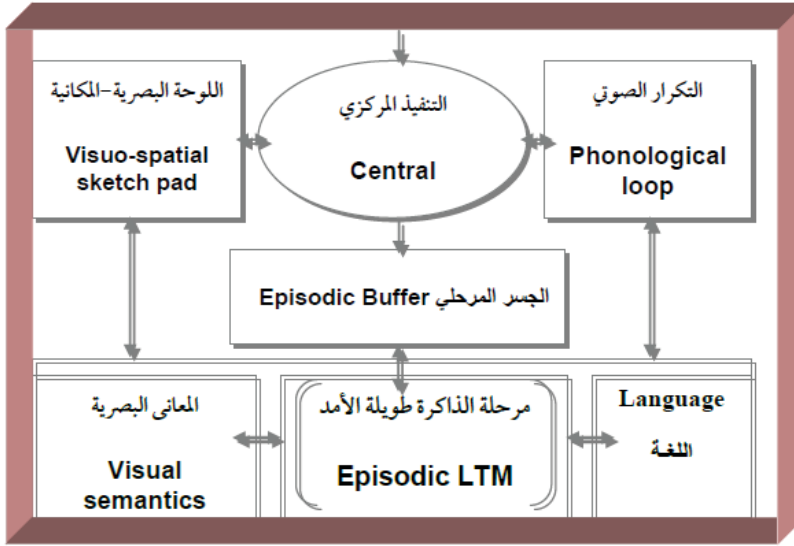 اللوحة البصرية-المكانية
Visuo-spatial
sketch pad
التنفيذ المركزي
Central
التكرار الصوتي
Phonological
loop
الجسر المرحلي Episodic Buffer
المعانى البصرية
Visual
semantics
مرحلة الذاكرة طويلة الأمد
Episodic LTM
Language
اللغـة